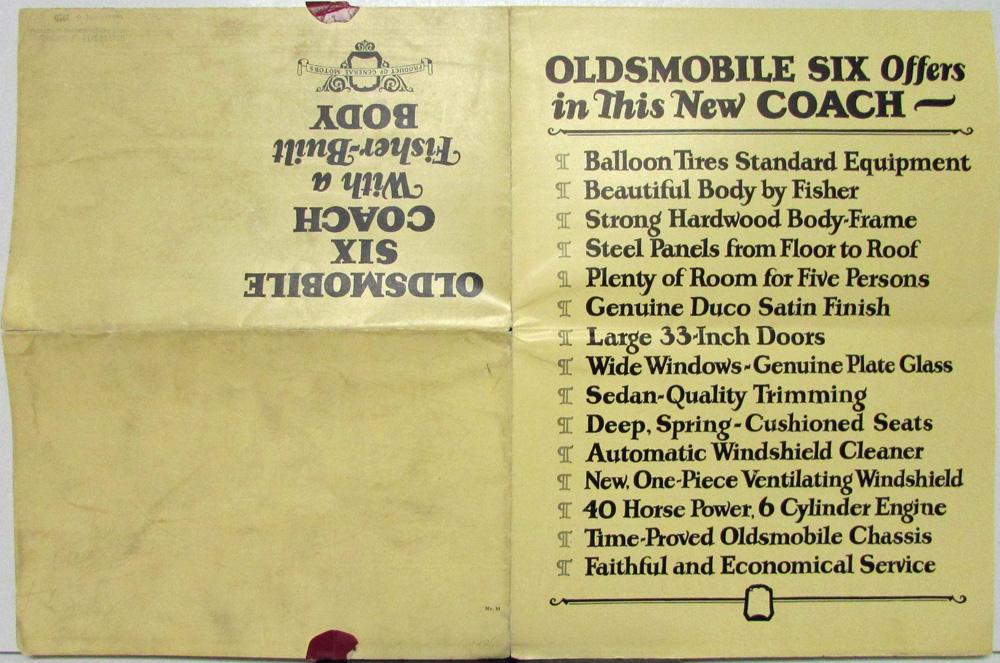 OLDSMOBILE
SIX
COACH
With a
Fisher-Built
BODY
PRODUCT OF GENERAL MOTORS
OLDSMOBILE SIX Offers
in This New COACH —
¶ Balloon Tires Standard Equipment
¶ Beautiful Body by Fisher
¶ Strong Hardwood Body-Frame
¶ Steel Panels from Floor to Roof
¶ Plenty of Room for Five Persons
¶ Genuine Duco Satin Finish
¶ Large 33-Inch Doors
¶ Wide Windows-Genuine Plate Glass
¶ Sedan-Quality Trimming
¶ Deep, Spring-Cushioned Seats
¶ Automatic Windshield Cleaner
¶ New, One-Piece Ventilating Windshield
¶ 40 Horse Power, 6 Cylinder Engine
¶ Time-Proved Oldsmobile Chassis
¶ Faithful and Economical Service